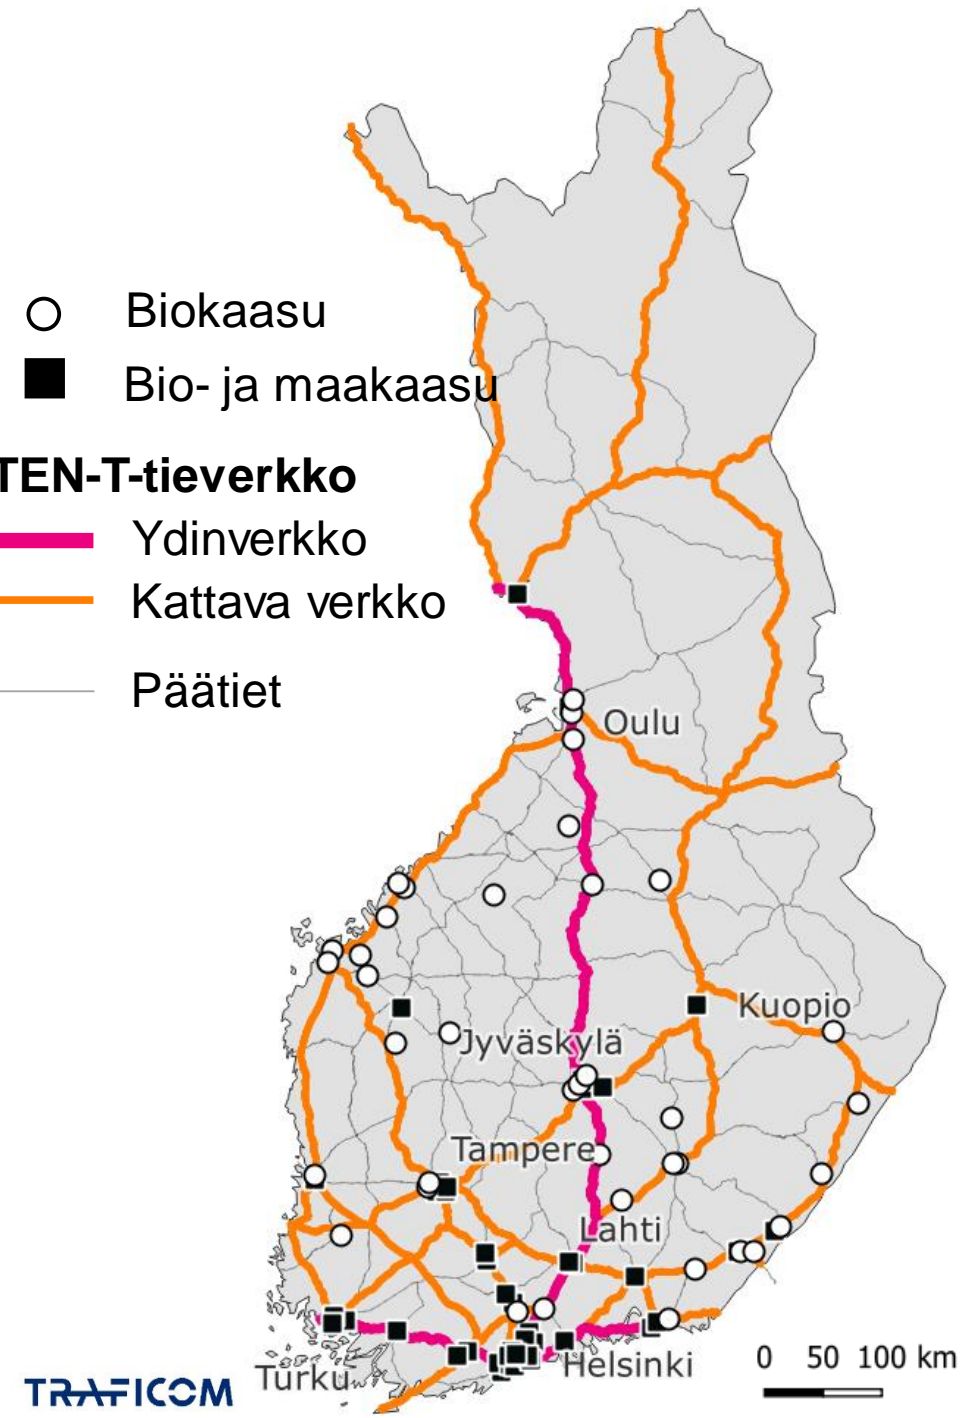 Biokaasu
Bio- ja maakaasu
TEN-T-tieverkko
Ydinverkko
Kattava verkko
Päätiet
Oulu
Kuopio
Jyväskylä
Tampere
Lahti
Helsinki
Turku
0 50 100 km
TRAFICOM